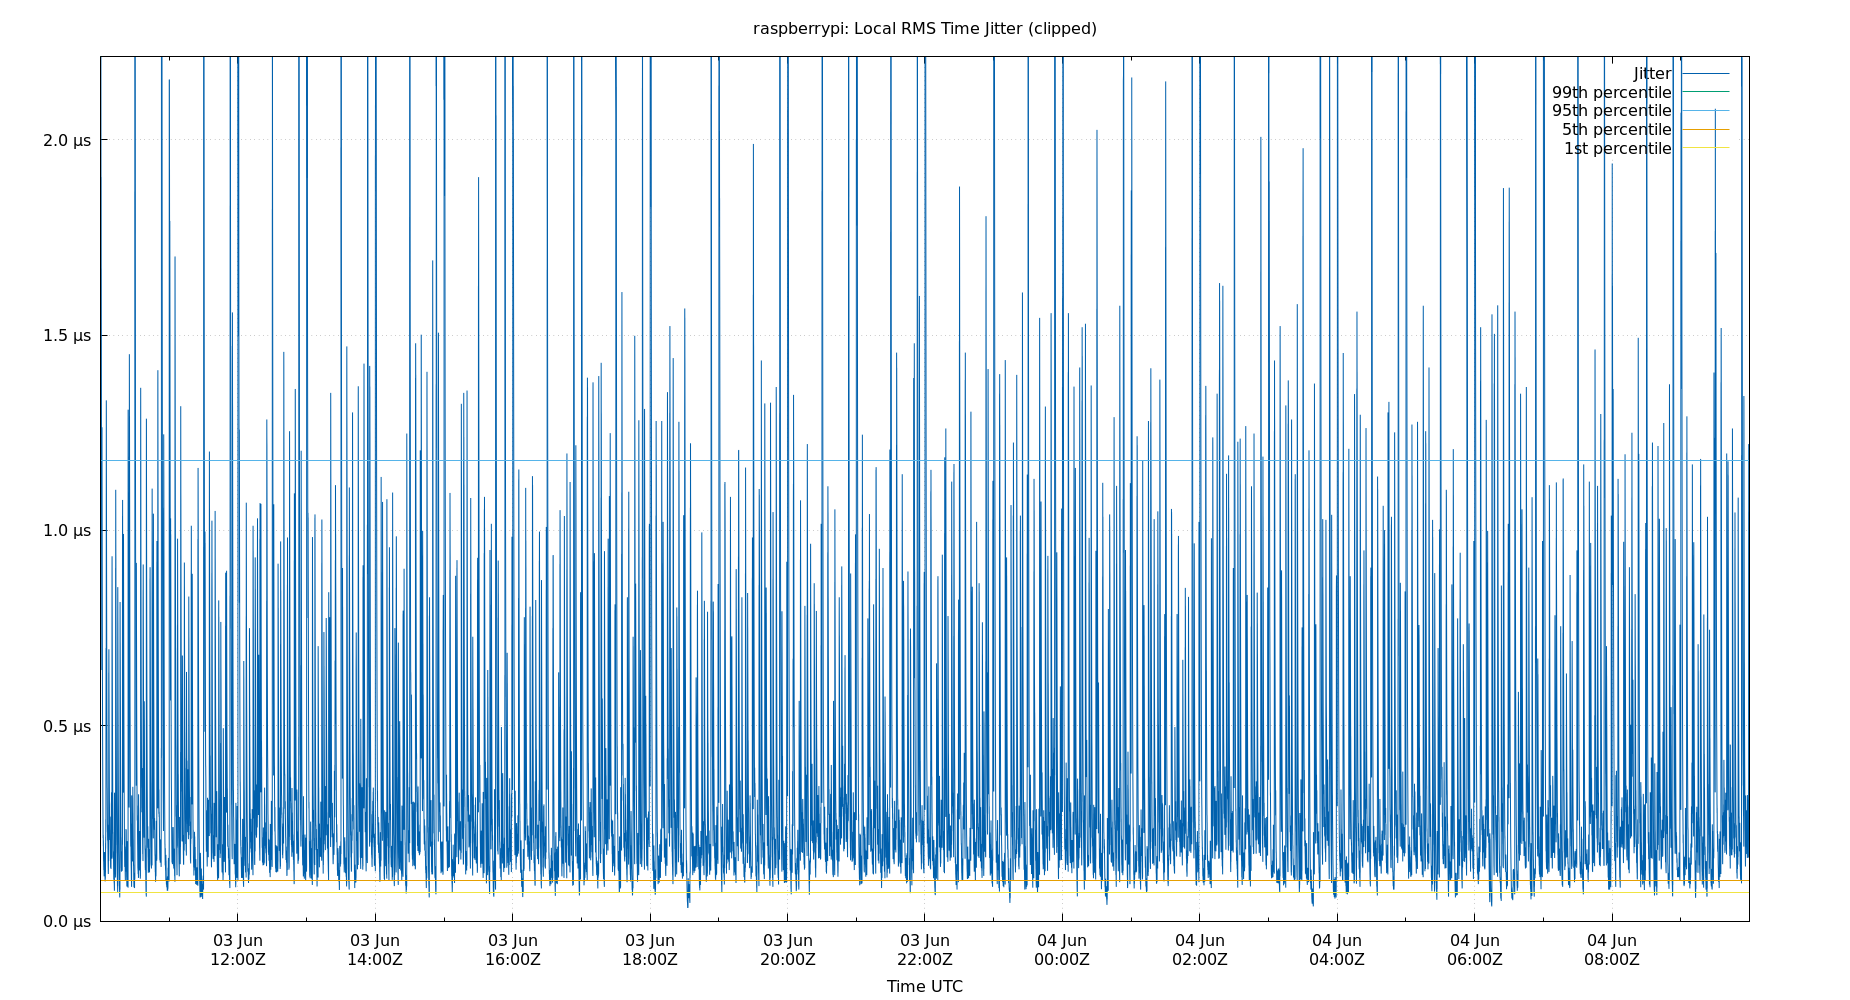 raspberrypi: Local RMS Time Jitter (clipped)
Jitter
99th percentile
95th percentile
5th percentile
1st percentile
2.0 µs
1.5 µs
1.0 µs
0.5 µs
0.0 µs
03 Jun 03 Jun 03 Jun 03 Jun 03 Jun 03 Jun 04 Jun 04 Jun 04 Jun 04 Jun 04 Jun
12:00Z 14:00Z 16:00Z 18:00Z 20:00Z 22:00Z 00:00Z 02:00Z 04:00Z 06:00Z 08:00Z
Time UTC